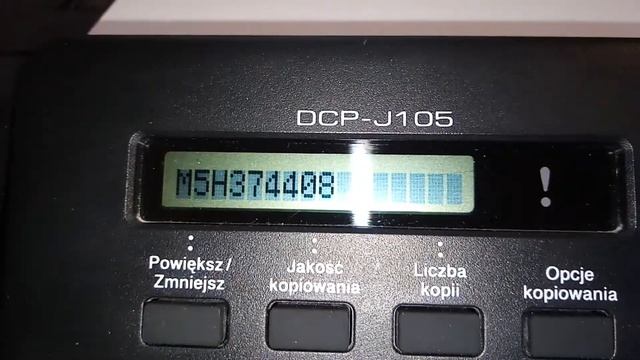 DCP-J105
M5H374408
!
Powiększ/
Zmniejsz
Jakość
kopiowania
Liczba
kopii
Opcje
kopiowania